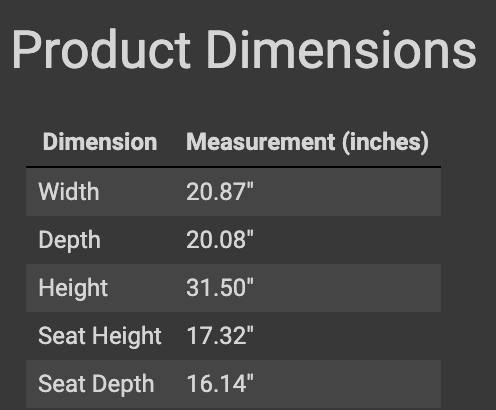 Product Dimensions
Dimension Measurement (inches)
Width 20.87"
Depth 20.08"
Height 31.50"
Seat Height 17.32"
Seat Depth 16.14"